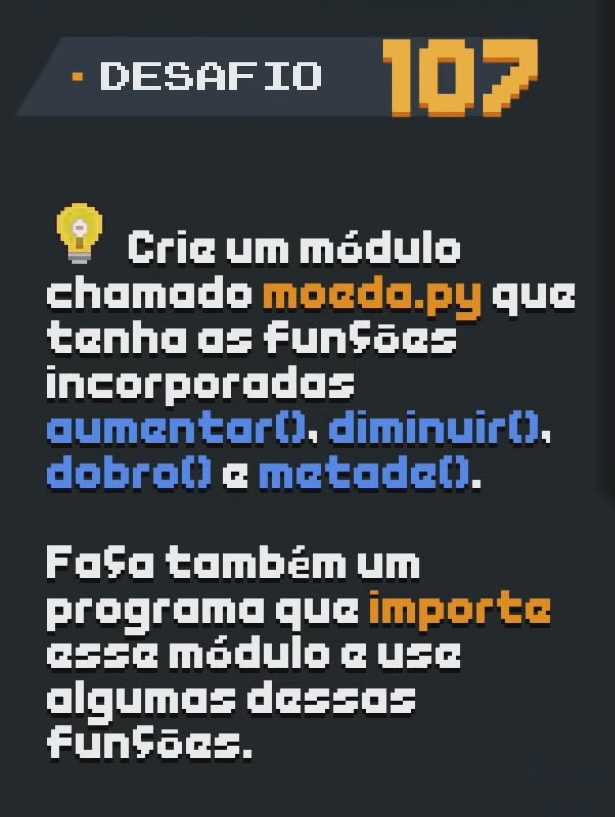 DESAFIO 107
Crie um módulo
chamado moeda.py que
tenha as funções
incorporadas
aumentar(), diminuir(),
dobro() e metade().
Faça também um
programa que importe
esse módulo e use
algumas dessas
funções.